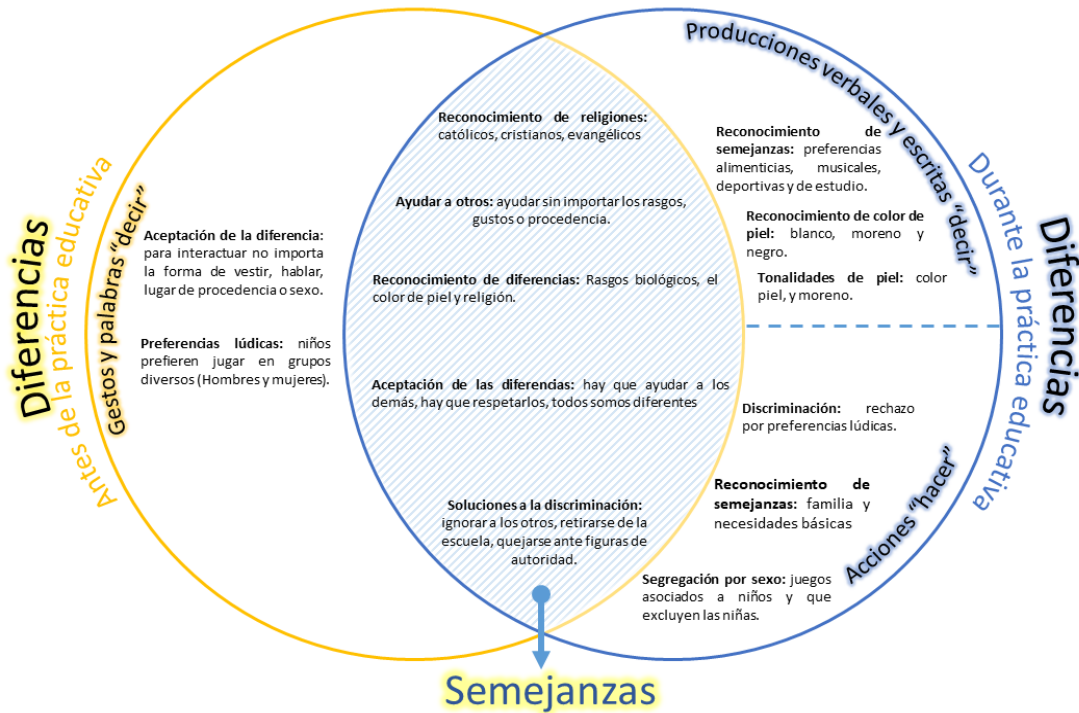 Diferencias
Antes de la práctica educativa
Gestos y palabras “decir”
Aceptación de la diferencia:
para interactuar no importa
la forma de vestir, hablar,
lugar de procedencia o sexo.
Preferencias lúdicas: niños
prefieren jugar en grupos
diversos (Hombres y mujeres).
Reconocimiento de religiones:
católicos, cristianos, evangélicos
Ayudar a otros: ayudar sin importar los rasgos,
gustos o procedencia.
Reconocimiento de diferencias: Rasgos biológicos, el
color de piel y religión.
Aceptación de las diferencias: hay que ayudar a los
demás, hay que respetarlos, todos somos diferentes
Soluciones a la discriminación:
ignorar a los otros, retirarse de la
escuela, quejarse ante figuras de
autoridad.
Semejanzas
Producciones verbales y escritas “decir”
Reconocimiento de
semejanzas: preferencias
alimenticias, musicales,
deportivas y de estudio.
Reconocimiento de color de
piel: blanco, moreno y
negro.
Tonalidades de piel: color
piel, y moreno.
Discriminación: rechazo
por preferencias lúdicas.
Reconocimiento de
semejanzas: familia y
necesidades básicas
Segregación por sexo: juegos
asociados a niños y que
excluyen las niñas.
Acciones “hacer”
Durante la práctica educativa
Diferencias